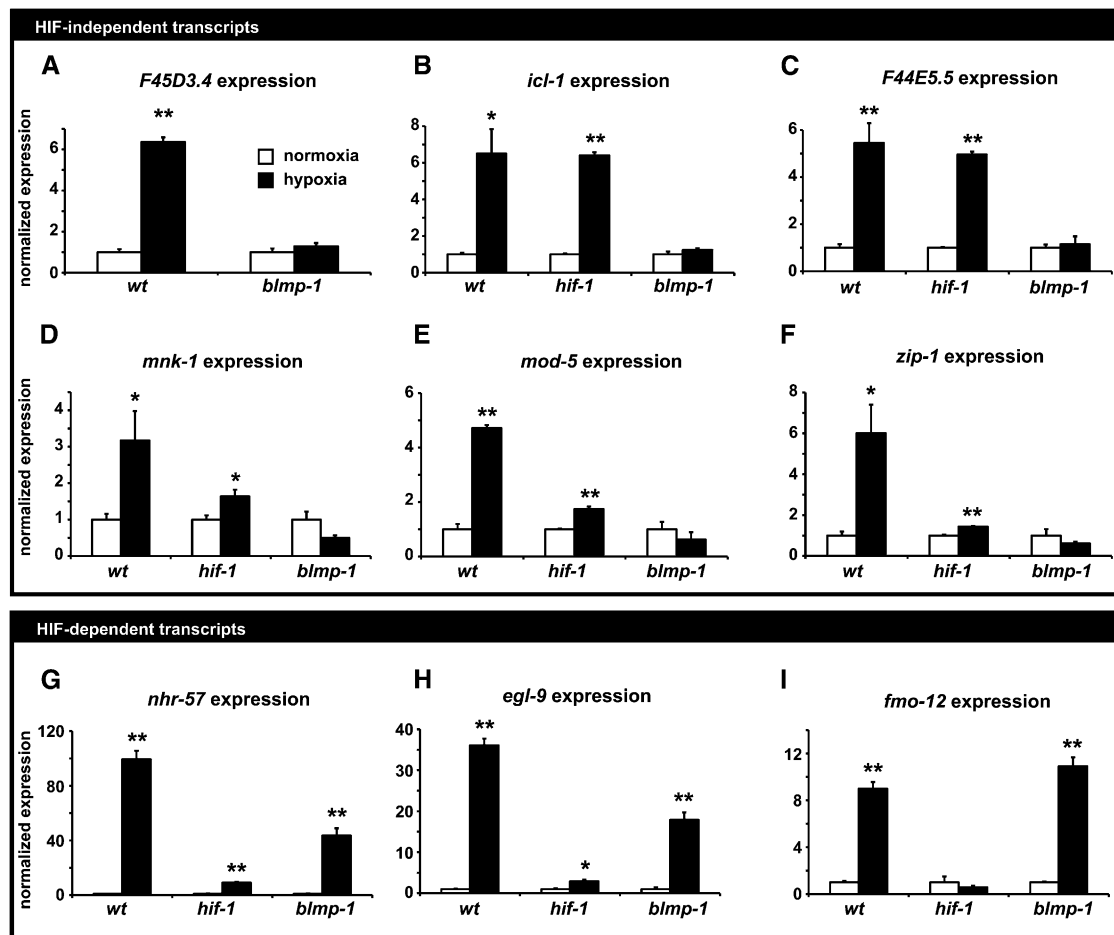 HIF-independent transcripts
A
F45D3.4 expression
normalized expression
6
4
2
0
**
normoxia
hypoxia
wt
blmp-1
B
icl-1 expression
8
6
4
2
0
*
**
wt
hif-1
blmp-1
C
F44E5.5 expression
6
4
2
0
**
**
wt
hif-1
blmp-1
D
mnk-1 expression
normalized expression
4
3
2
1
0
*
*
wt
hif-1
blmp-1
E
mod-5 expression
6
4
2
0
**
**
wt
hif-1
blmp-1
F
zip-1 expression
8
6
4
2
0
*
**
wt
hif-1
blmp-1
HIF-dependent transcripts
G
nhr-57 expression
normalized expression
120
80
40
0
**
**
**
wt
hif-1
blmp-1
H
egl-9 expression
40
30
20
10
0
**
*
**
wt
hif-1
blmp-1
I
fmo-12 expression
12
8
4
0
**
**
wt
hif-1
blmp-1